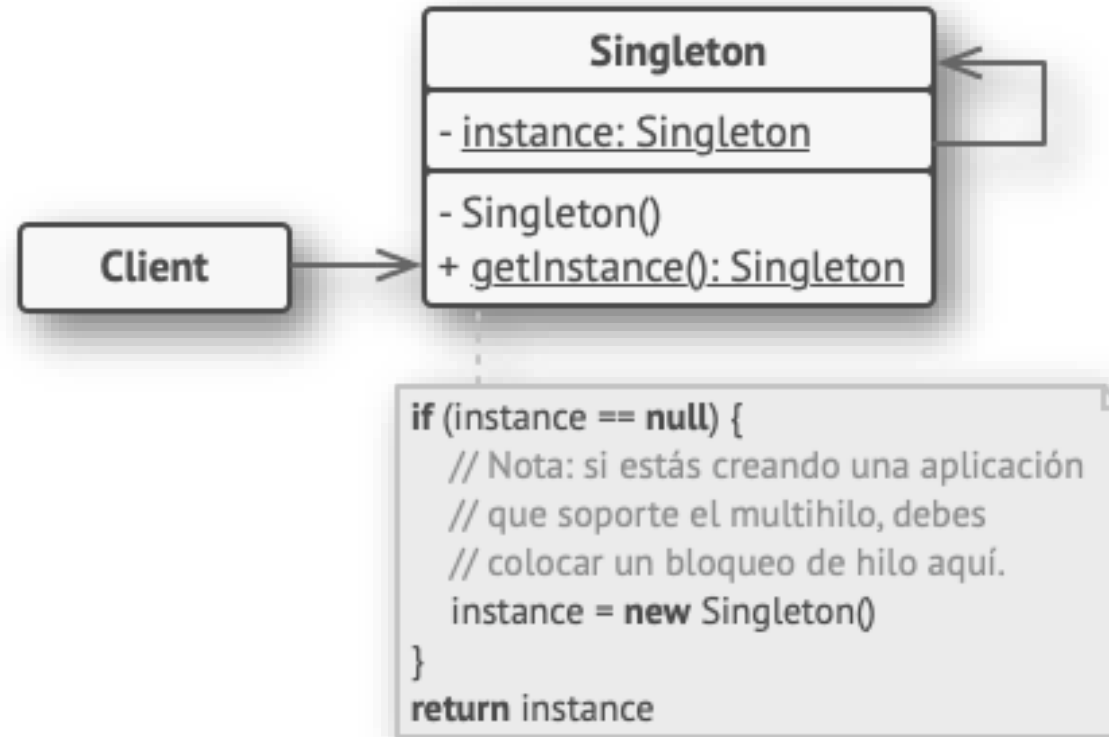 Singleton
- instance: Singleton
- Singleton()
+ getInstance(): Singleton
Client
if (instance == null) {
// Nota: si estás creando una aplicación
// que soporte el multihilo, debes
// colocar un bloqueo de hilo aquí.
instance = new Singleton()
}
return instance